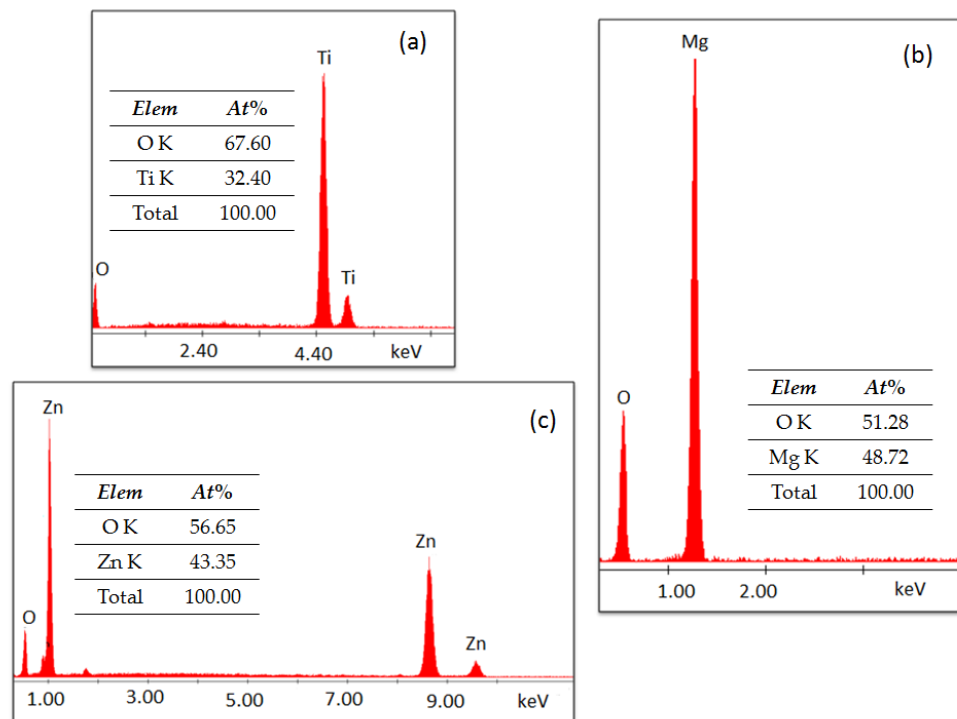 (a)
Ti
Elem At%
O K 67.60
Ti K 32.40
Total 100.00
O
Ti
2.40 4.40 keV
(b)
Mg
O
Elem At%
O K 51.28
Mg K 48.72
Total 100.00
1.00 2.00 keV
(c)
Zn
Elem At%
O K 56.65
Zn K 43.35
Total 100.00
O
Zn
Zn
1.00 3.00 5.00 7.00 9.00 keV